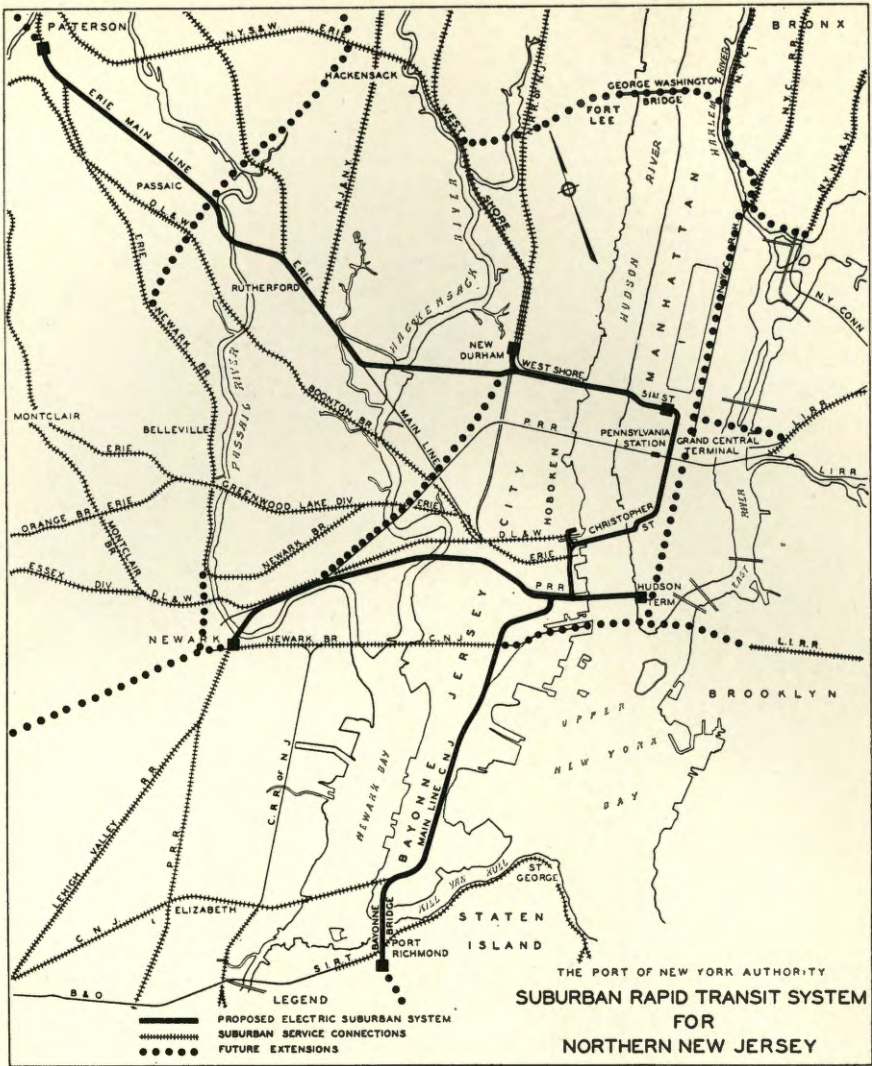 PATTERSON
N.Y.S & W
ERIE
BRONX
HACKENSACK
GEORGE WASHINGTON
BRIDGE
FORT
LEE
HARLEM
RIVER
N.Y.C. R.R.
N.Y. N.H. & H.
WEST
SHORE
RIVER
ERIE
MAIN
LINE
PASSAIC
D L & W
ERIE
N J & N Y
ERIE
RUTHERFORD
HACKENSACK
RIVER
HUDSON
RIVER
MANHATTAN
N.Y. CONN
NEWARK
BR
PASSAIC RIVER
NEW
DURHAM
WEST SHORE
51st ST
BOONTON BR
MAIN LINE
MONTCLAIR
BELLEVILLE
P R R
PENNSYLVANIA
STATION
GRAND CENTRAL
TERMINAL
L.I.R.R.
L I R R
ERIE
GREENWOOD LAKE DIV
ERIE
CITY
HOBOKEN
CHRISTOPHER
ST
EAST
RIVER
ORANGE BR
ERIE
MONTCLAIR
BR
NEWARK BR
D L & W
ERIE
ESSEX
DIV
D L & W
P R R
HUDSON
TERM
NEWARK
NEWARK BR
C.N.J.
JERSEY
L.I.R.R.
BROOKLYN
UPPER
NEW YORK
BAY
LEHIGH VALLEY R R
P R R
C.R.R. OF N J
NEWARK BAY
BAYONNE
MAIN LINE C N J
C N J
ELIZABETH
BAYONNE
BRIDGE
KILL VAN KULL
ST
GEORGE
STATEN
ISLAND
PORT
RICHMOND
S I R T
B & O
THE PORT OF NEW YORK AUTHORITY
SUBURBAN RAPID TRANSIT SYSTEM
FOR
NORTHERN NEW JERSEY
LEGEND
PROPOSED ELECTRIC SUBURBAN SYSTEM
SUBURBAN SERVICE CONNECTIONS
FUTURE EXTENSIONS